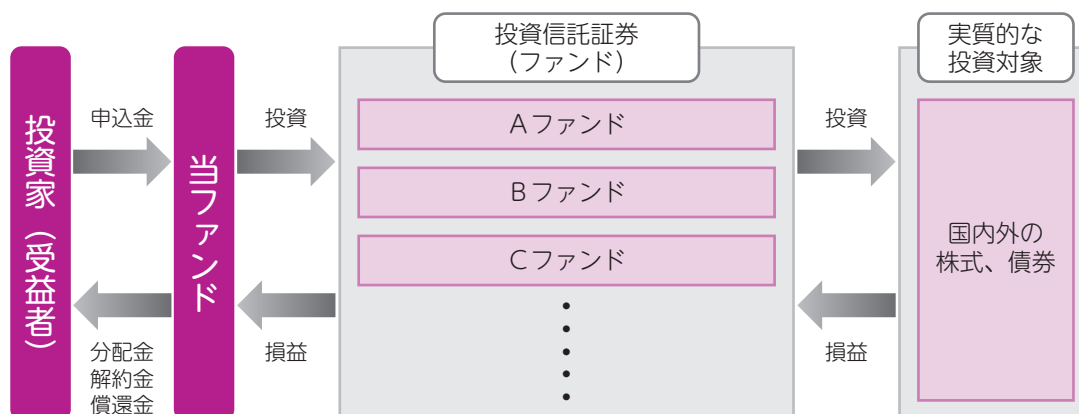 投資家（受益者）
申込金
分配金
解約金
償還金
当ファンド
投資
損益
投資信託証券
（ファンド）
Aファンド
Bファンド
Cファンド
投資
損益
実質的な
投資対象
国内外の
株式、債券